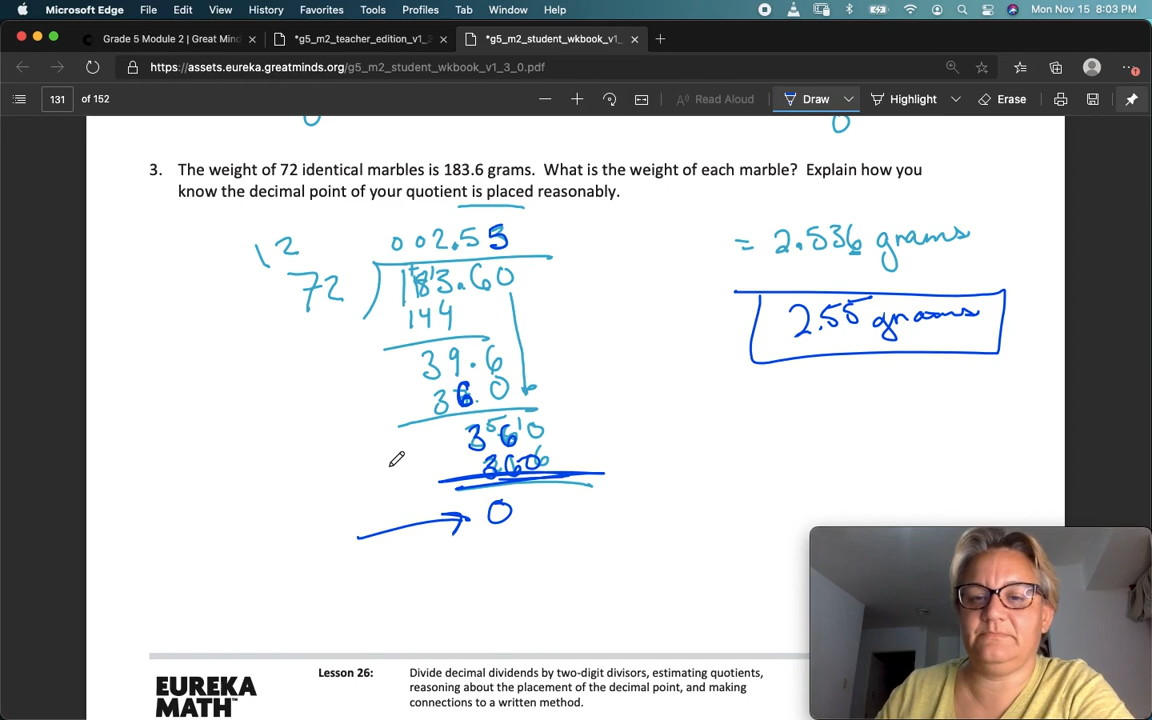 Microsoft Edge File Edit View History Favorites Tools Profiles Tab Window Help Mon Nov 15 8:03 PM
Grade 5 Module 2 | Great Mind × *g5_m2_teacher_edition_v1_3 × *g5_m2_student_wkbook_v1_ × +
https://assets.eureka.greatminds.org/g5_m2_student_wkbook_v1_3_0.pdf
131 of 152 Read Aloud Draw Highlight Erase
0 0
3. The weight of 72 identical marbles is 183.6 grams. What is the weight of each marble? Explain how you
know the decimal point of your quotient is placed reasonably.
12 002.55 = 2.536 grams
72 183.60
144 2.55 grams
39.6
36.0
360
360
0
Lesson 26: Divide decimal dividends by two-digit divisors, estimating quotients,
reasoning about the placement of the decimal point, and making
connections to a written method.
EUREKA
MATH™